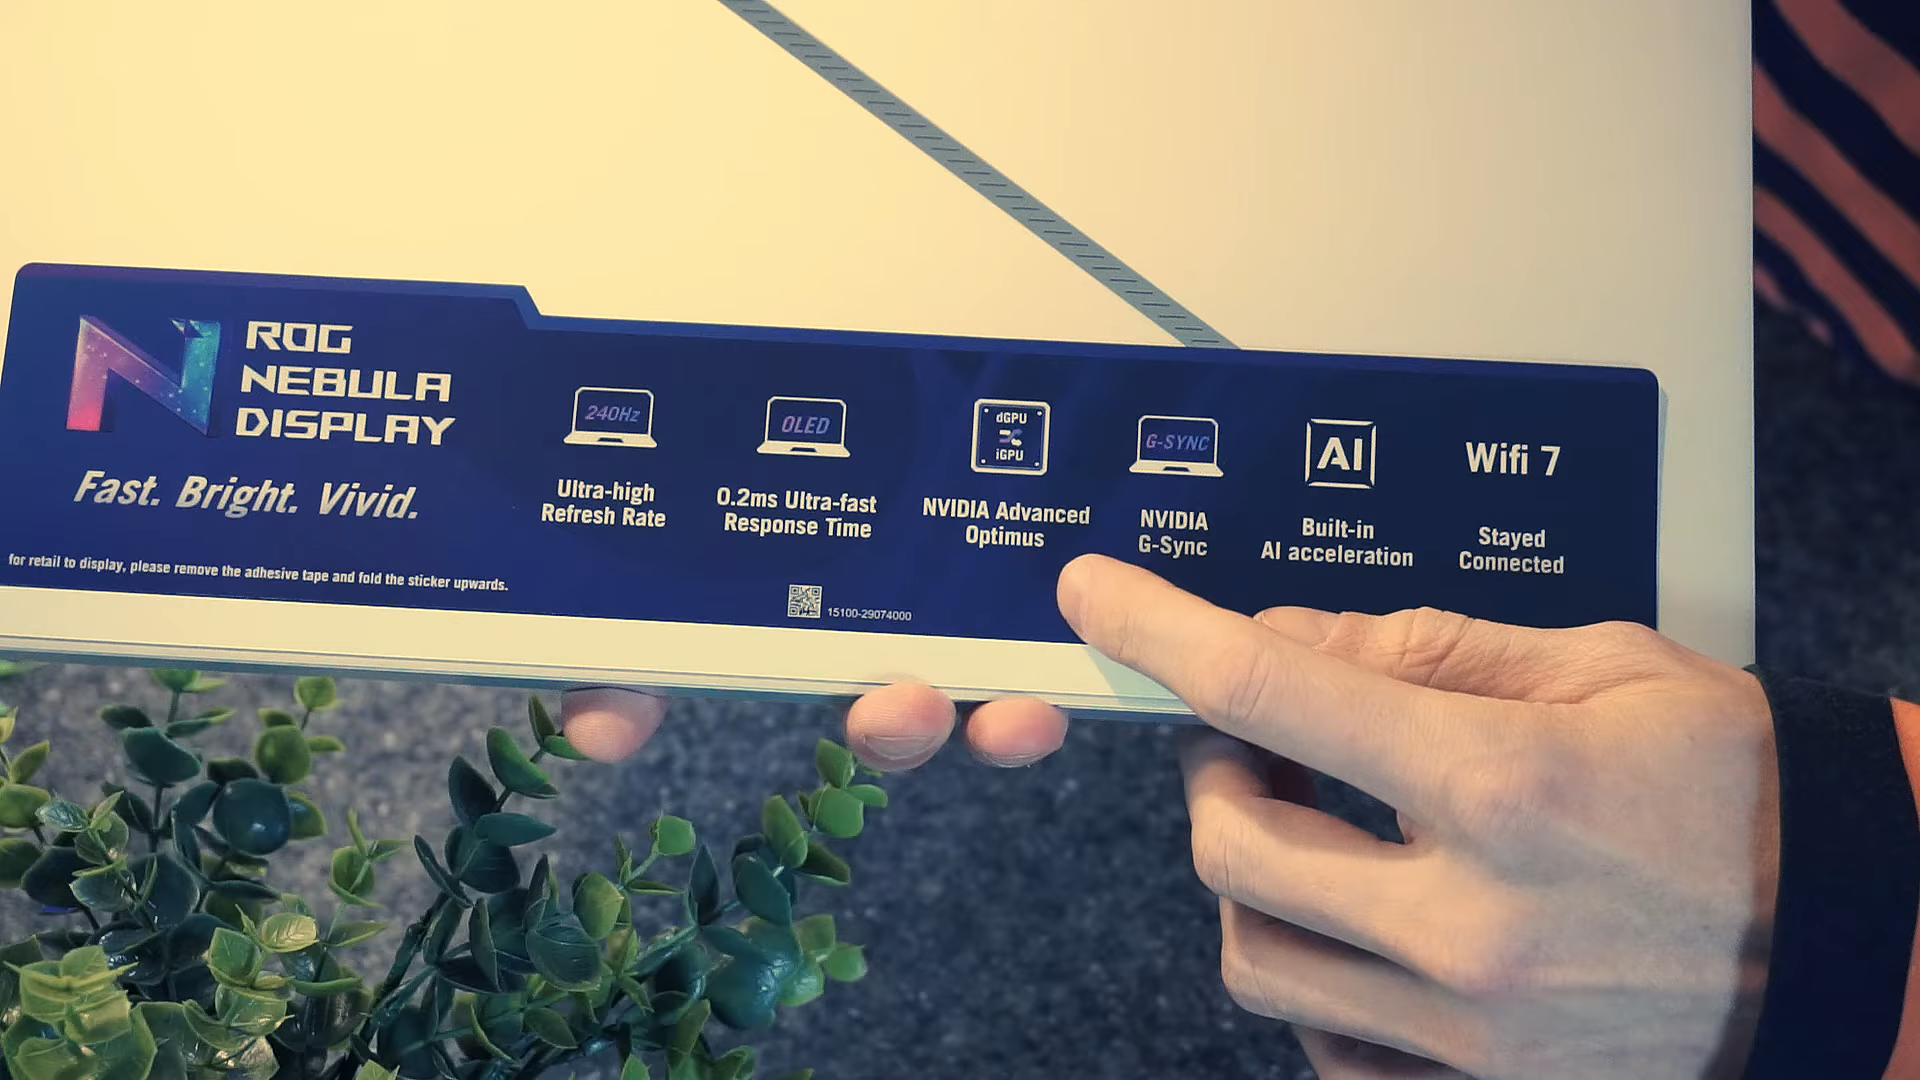 ROG
NEBULA
DISPLAY
Fast. Bright. Vivid.
for retail to display, please remove the adhesive tape and fold the sticker upwards.
240Hz
Ultra-high
Refresh Rate
OLED
0.2ms Ultra-fast
Response Time
dGPU
iGPU
NVIDIA Advanced
Optimus
G-SYNC
NVIDIA
G-Sync
AI
Built-in
AI acceleration
Wifi 7
Stayed
Connected
15100-29074000